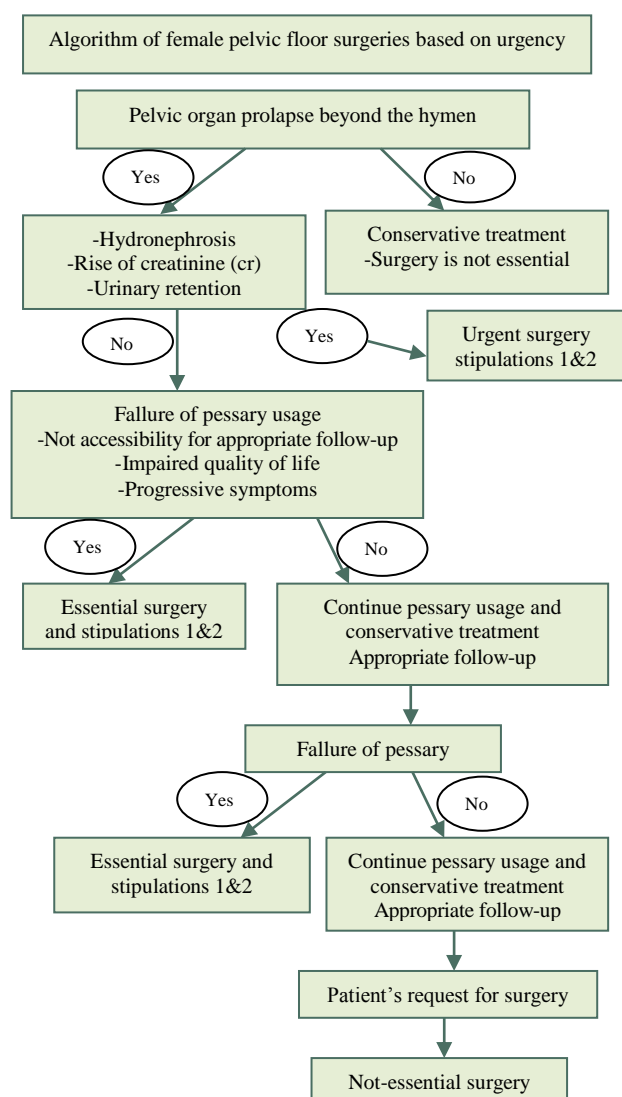 Algorithm of female pelvic floor surgeries based on urgency
Pelvic organ prolapse beyond the hymen
Yes
No
-Hydronephrosis
-Rise of creatinine (cr)
-Urinary retention
Conservative treatment
-Surgery is not essential
No
Yes
Urgent surgery
stipulations 1&2
Fallure of pessary usage
-Not accessibility for appropriate follow-up
-Impaired quality of life
-Progressive symptoms
Yes
No
Essential surgery
and stipulations 1&2
Continue pessary usage and
conservative treatment
Appropriate follow-up
Fallure of pessary
Yes
No
Essential surgery and
stipulations 1&2
Continue pessary usage and
conservative treatment
Appropriate follow-up
Patient’s request for surgery
Not-essential surgery